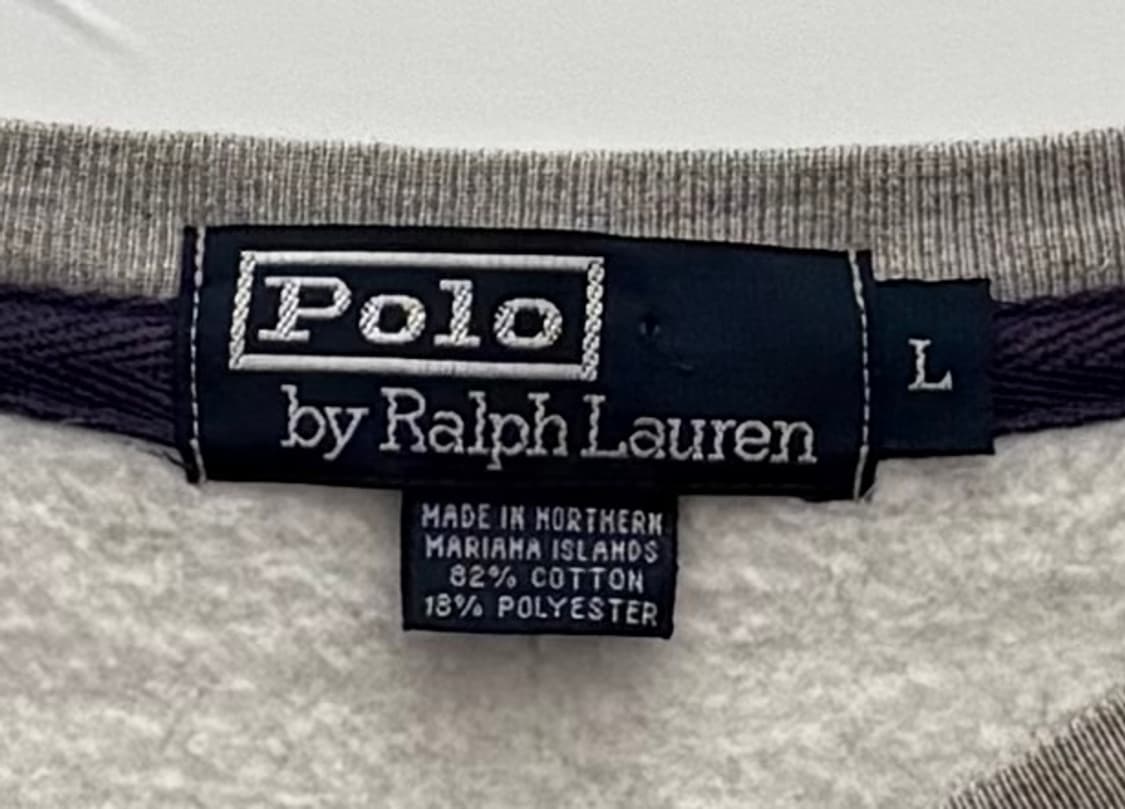 Polo
by Ralph Lauren
L
MADE IN NORTHERN
MARIANA ISLANDS
82% COTTON
18% POLYESTER